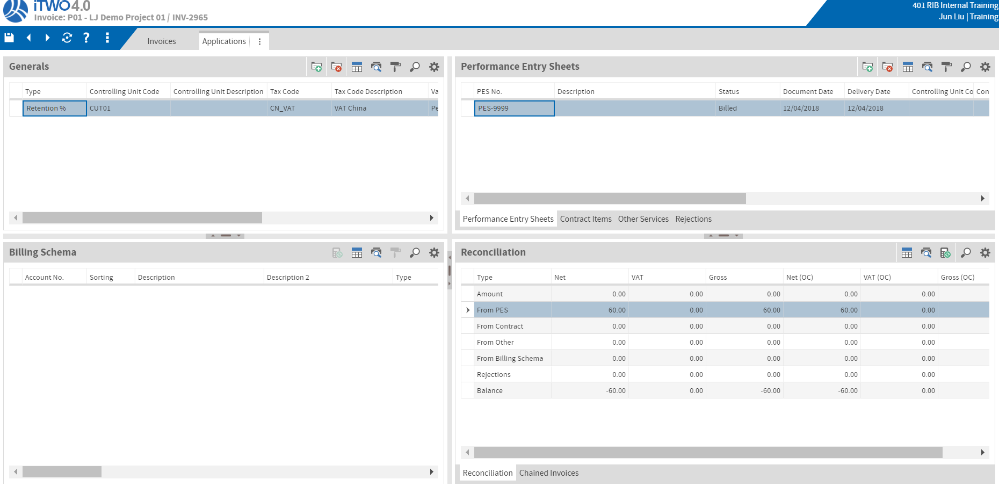 iTWO 4.0
Invoice: P01 - LJ Demo Project 01 / INV-2965
401 RIB Internal Training
Jun Liu | Training
Invoices
Applications
Generals
Type Controlling Unit Code Controlling Unit Description Tax Code Tax Code Description Va
Retention % CUT01 CN_VAT VAT China Pe
Performance Entry Sheets
PES No. Description Status Document Date Delivery Date Controlling Unit Co Con
PES-9999 Billed 12/04/2018 12/04/2018
Performance Entry Sheets Contract Items Other Services Rejections
Billing Schema
Account No. Sorting Description Description 2 Type
Reconciliation
Type Net VAT Gross Net (OC) VAT (OC) Gross (OC)
Amount 0.00 0.00 0.00 0.00 0.00
From PES 60.00 0.00 60.00 60.00 0.00
From Contract 0.00 0.00 0.00 0.00 0.00
From Other 0.00 0.00 0.00 0.00 0.00
From Billing Schema 0.00 0.00 0.00 0.00 0.00
Rejections 0.00 0.00 0.00 0.00 0.00
Balance -60.00 0.00 -60.00 -60.00 0.00
Reconciliation Chained Invoices